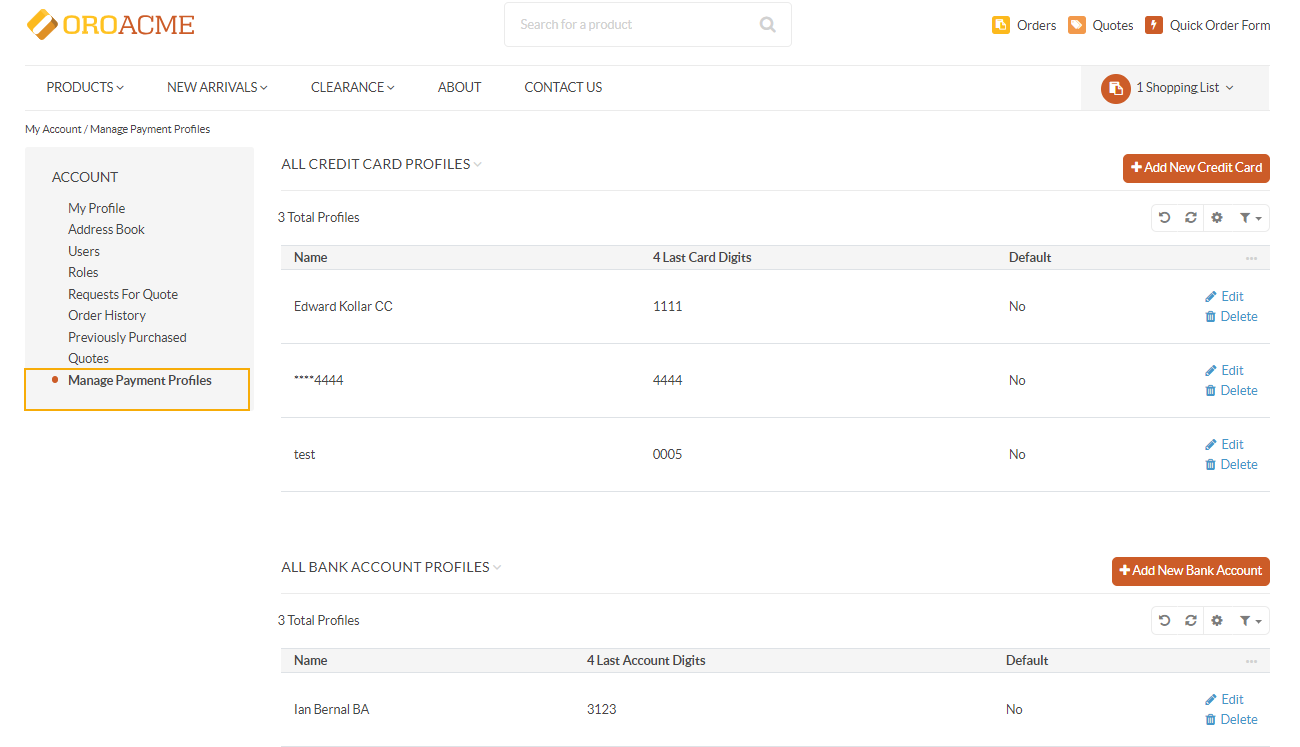 OROACME
Search for a product
Orders Quotes Quick Order Form
PRODUCTS NEW ARRIVALS CLEARANCE ABOUT CONTACT US
1 Shopping List
My Account / Manage Payment Profiles
ACCOUNT
My Profile
Address Book
Users
Roles
Requests For Quote
Order History
Previously Purchased
Quotes
Manage Payment Profiles
ALL CREDIT CARD PROFILES
Add New Credit Card
3 Total Profiles
Name 4 Last Card Digits Default
Edward Kollar CC 1111 No
Edit
Delete
****4444 4444 No
Edit
Delete
test 0005 No
Edit
Delete
ALL BANK ACCOUNT PROFILES
Add New Bank Account
3 Total Profiles
Name 4 Last Account Digits Default
Ian Bernal BA 3123 No
Edit
Delete